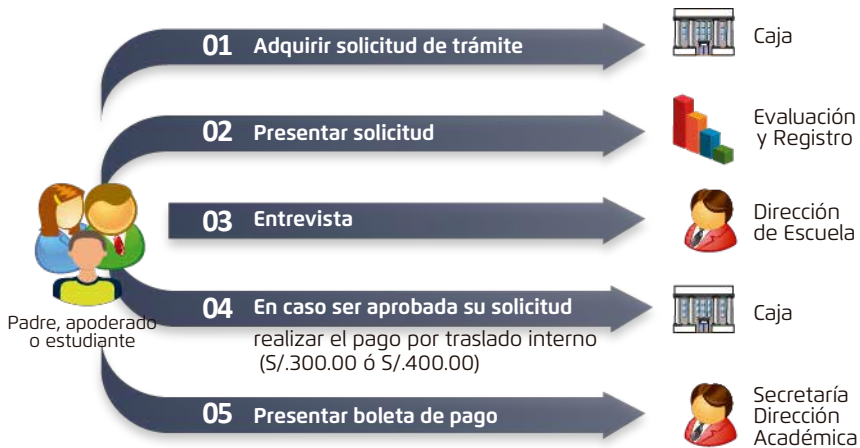 01 Adquirir solicitud de trámite
Caja
02 Presentar solicitud
Evaluación
y Registro
03 Entrevista
Dirección
de Escuela
Padre, apoderado
o estudiante
04 En caso ser aprobada su solicitud
realizar el pago por traslado interno
(S/.300.00 ó S/.400.00)
Caja
05 Presentar boleta de pago
Secretaría
Dirección
Académica